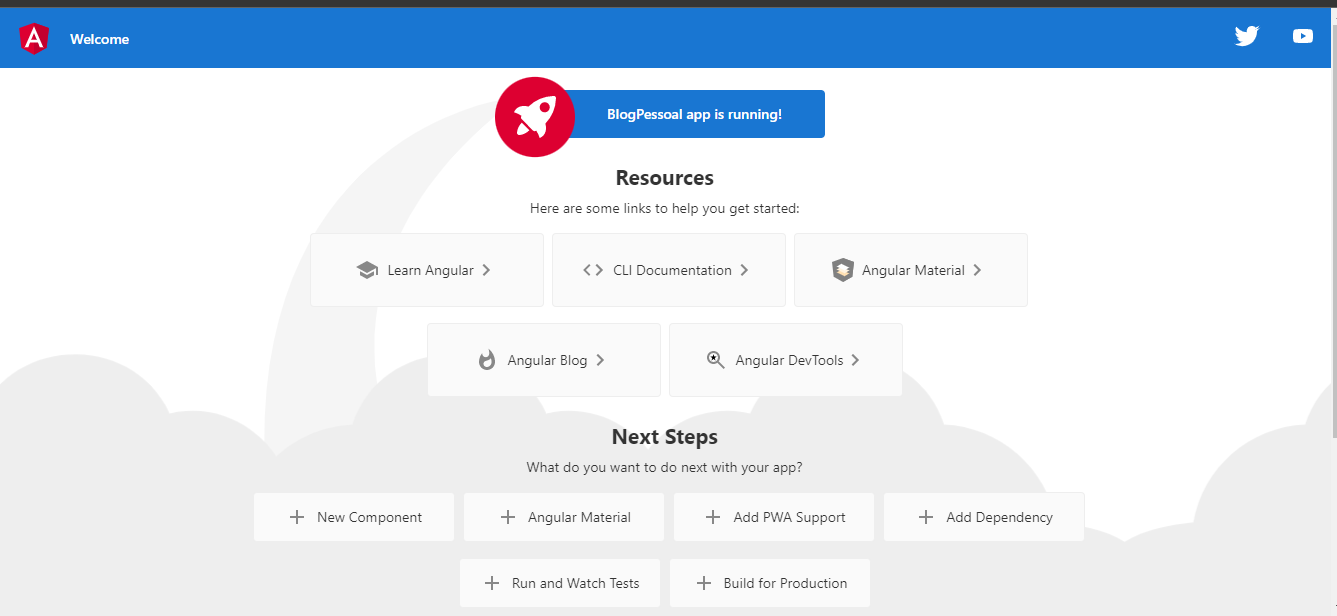 Welcome
BlogPessoal app is running!
Resources
Here are some links to help you get started:
Learn Angular
CLI Documentation
Angular Material
Angular Blog
Angular DevTools
Next Steps
What do you want to do next with your app?
New Component
Angular Material
Add PWA Support
Add Dependency
Run and Watch Tests
Build for Production